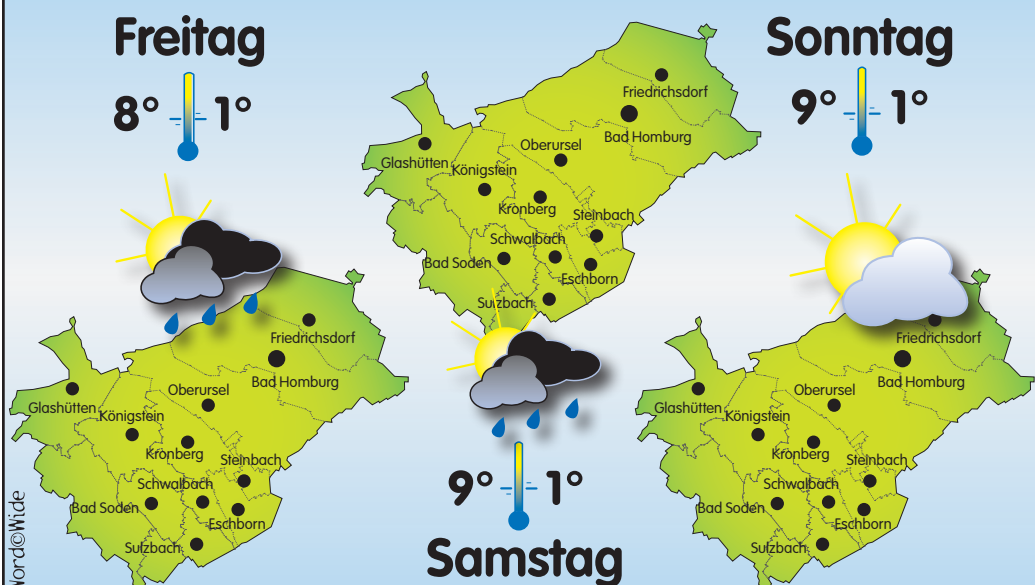 Freitag
8° 1°
Friedrichsdorf
Bad Homburg
Oberursel
Glashütten
Königstein
Kronberg
Steinbach
Schwalbach
Bad Soden
Eschborn
Sulzbach
Friedrichsdorf
Bad Homburg
Oberursel
Glashütten
Königstein
Kronberg
Steinbach
Schwalbach
Bad Soden
Eschborn
Sulzbach
9° 1°
Samstag
Sonntag
9° 1°
Friedrichsdorf
Bad Homburg
Oberursel
Glashütten
Königstein
Kronberg
Steinbach
Schwalbach
Bad Soden
Eschborn
Sulzbach
Word©Wide